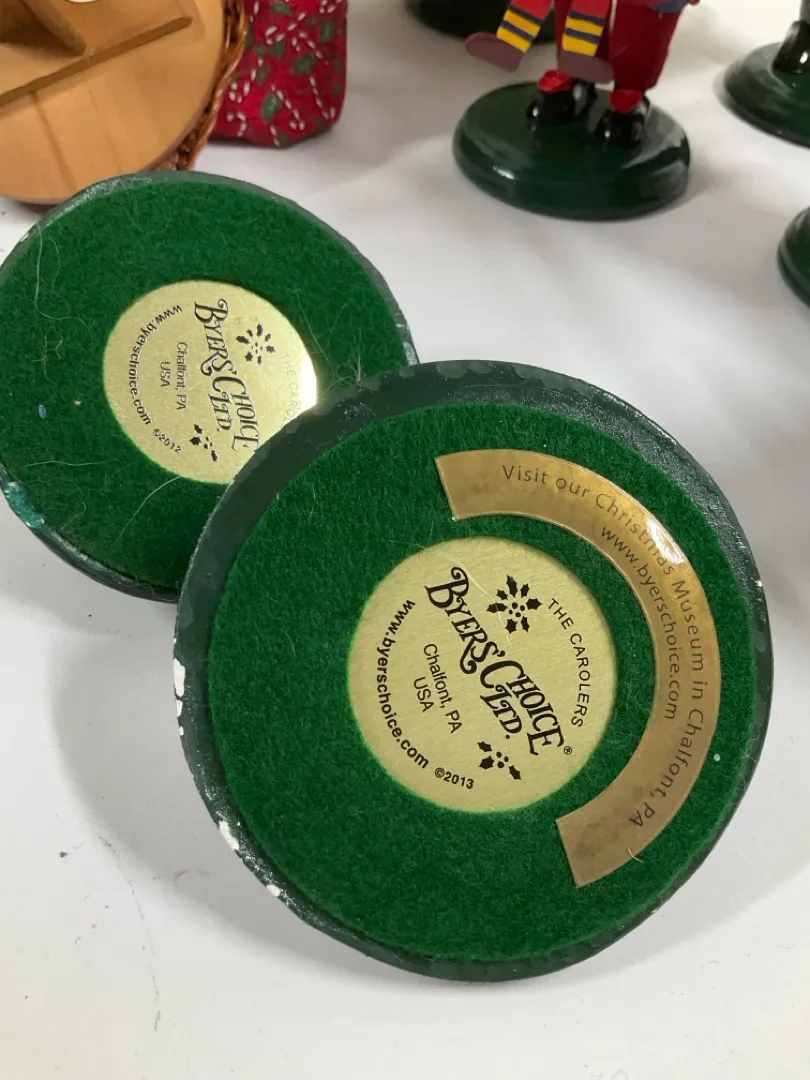 THE CAROLERS
BYERS' CHOICE
LTD.
Chalfont, PA
USA
www.byerschoice.com ©2012
Visit our Christmas Museum in Chalfont, PA
www.byerschoice.com
THE CAROLERS
BYERS' CHOICE®
LTD.
Chalfont, PA
USA
www.byerschoice.com ©2013